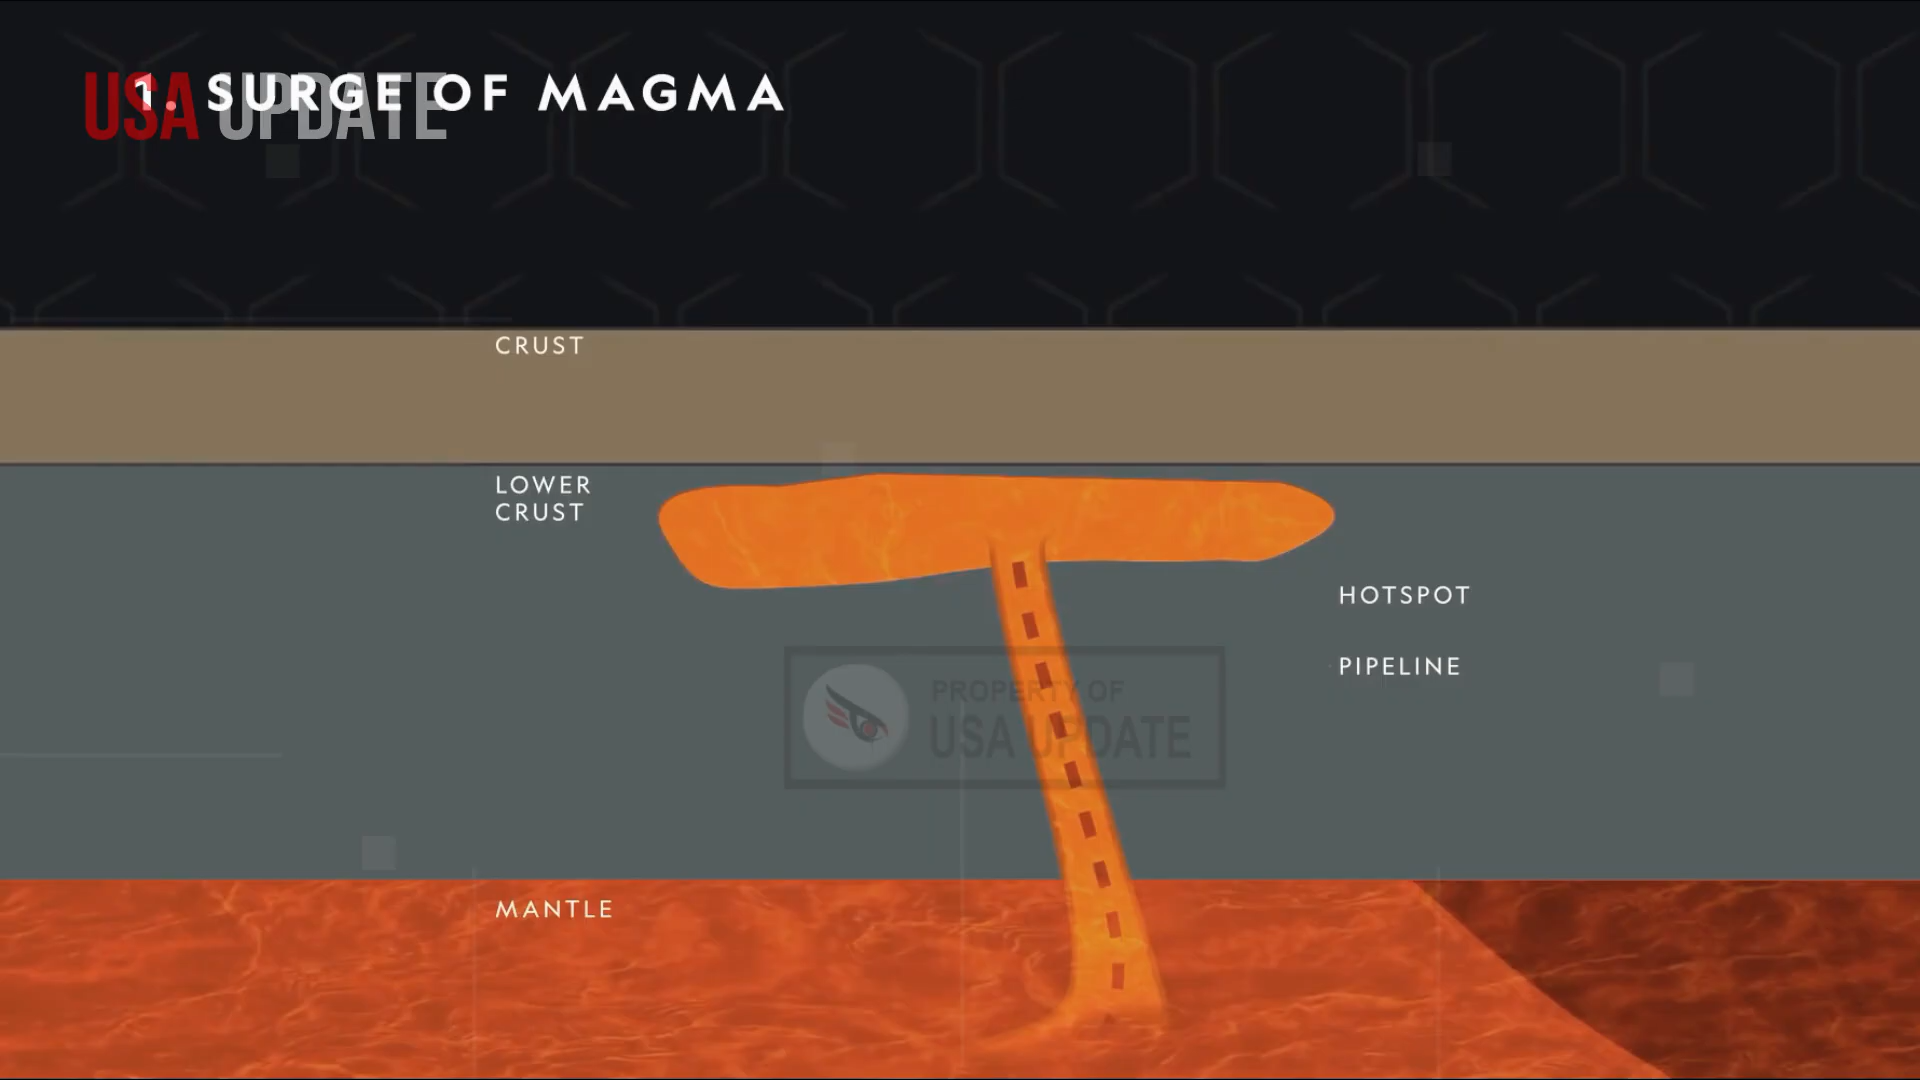 1. SURGE OF MAGMA
USA UPDATE
CRUST
LOWER
CRUST
HOTSPOT
PIPELINE
PROPERTY OF
USA UPDATE
MANTLE